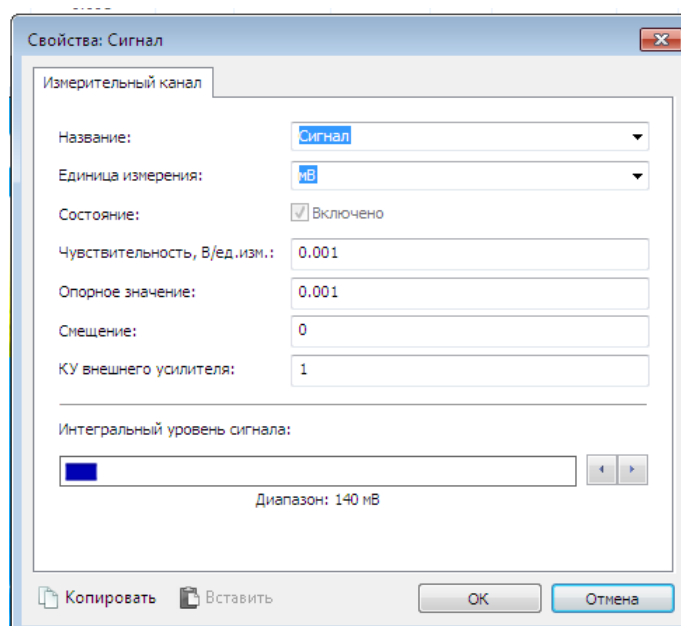 Свойства: Сигнал
Измерительный канал
Название: Сигнал
Единица измерения: мВ
Состояние: Включено
Чувствительность, В/ед.изм.: 0.001
Опорное значение: 0.001
Смещение: 0
КУ внешнего усилителя: 1
Интегральный уровень сигнала:
Диапазон: 140 мВ
Копировать Вставить OK Отмена